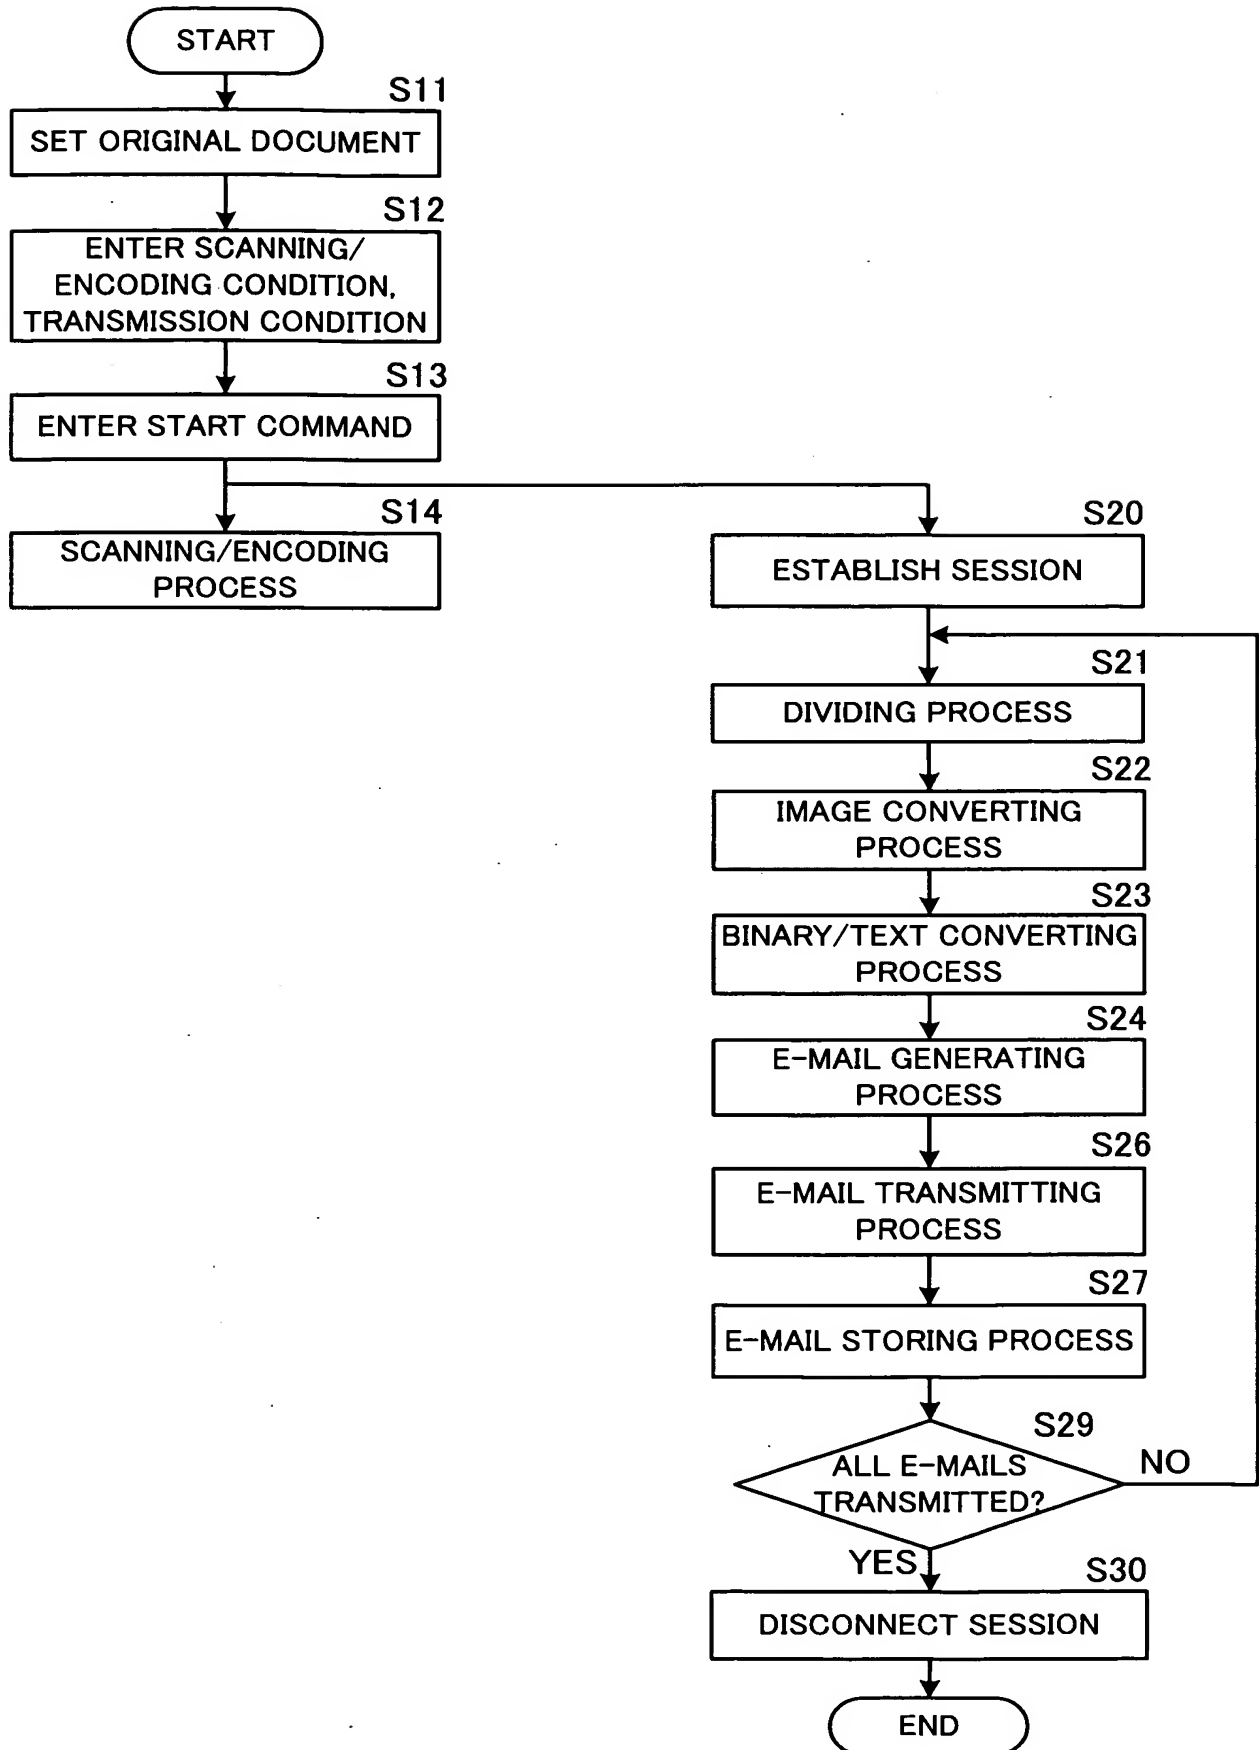 START
S11
SET ORIGINAL DOCUMENT
S12
ENTER SCANNING/
ENCODING CONDITION,
TRANSMISSION CONDITION
S13
ENTER START COMMAND
S14
SCANNING/ENCODING
PROCESS
S20
ESTABLISH SESSION
S21
DIVIDING PROCESS
S22
IMAGE CONVERTING
PROCESS
S23
BINARY/TEXT CONVERTING
PROCESS
S24
E-MAIL GENERATING
PROCESS
S26
E-MAIL TRANSMITTING
PROCESS
S27
E-MAIL STORING PROCESS
S29
ALL E-MAILS
TRANSMITTED?
NO
YES
S30
DISCONNECT SESSION
END